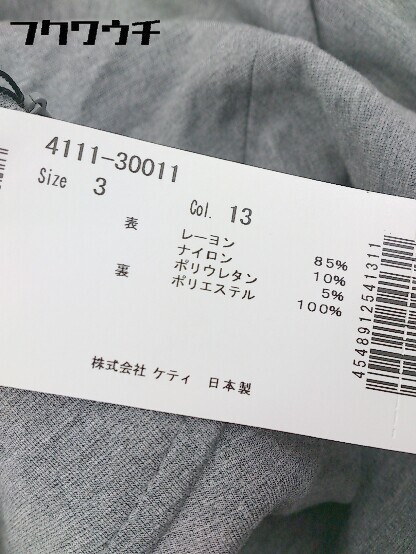 フクワウチ
4111-30011
Size 3 Col. 13
表 レーヨン 85%
ナイロン 10%
ポリウレタン 5%
裏 ポリエステル 100%
株式会社 ケティ 日本製
4548912541311